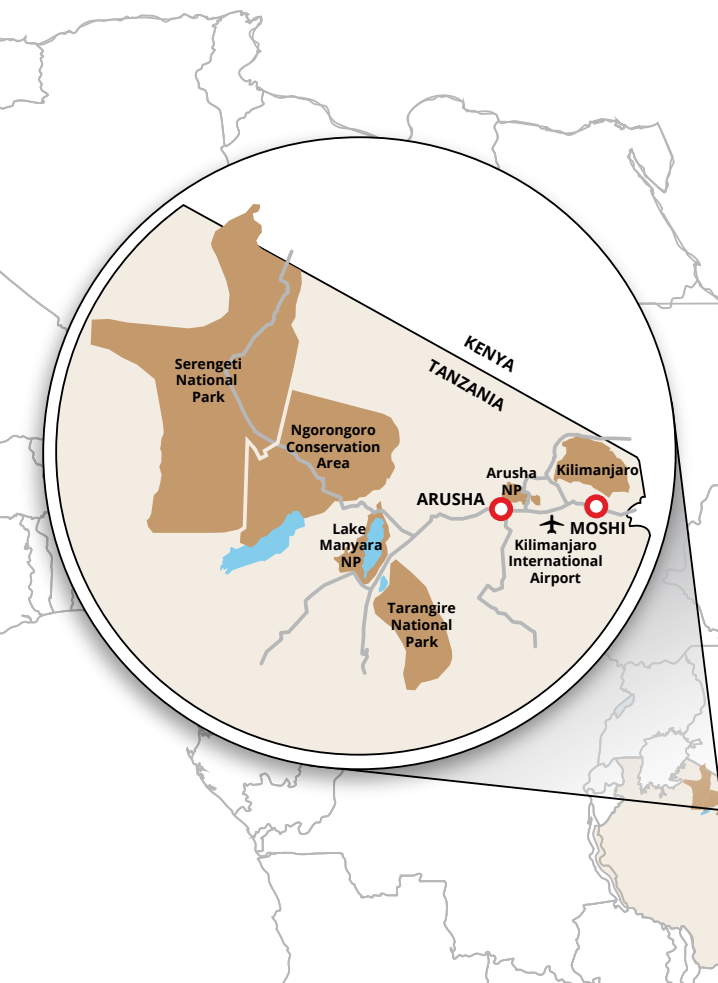 KENYA
TANZANIA
Serengeti
National
Park
Ngorongoro
Conservation
Area
Arusha
NP
Kilimanjaro
ARUSHA
MOSHI
Lake
Manyara
NP
Kilimanjaro
International
Airport
Tarangire
National
Park